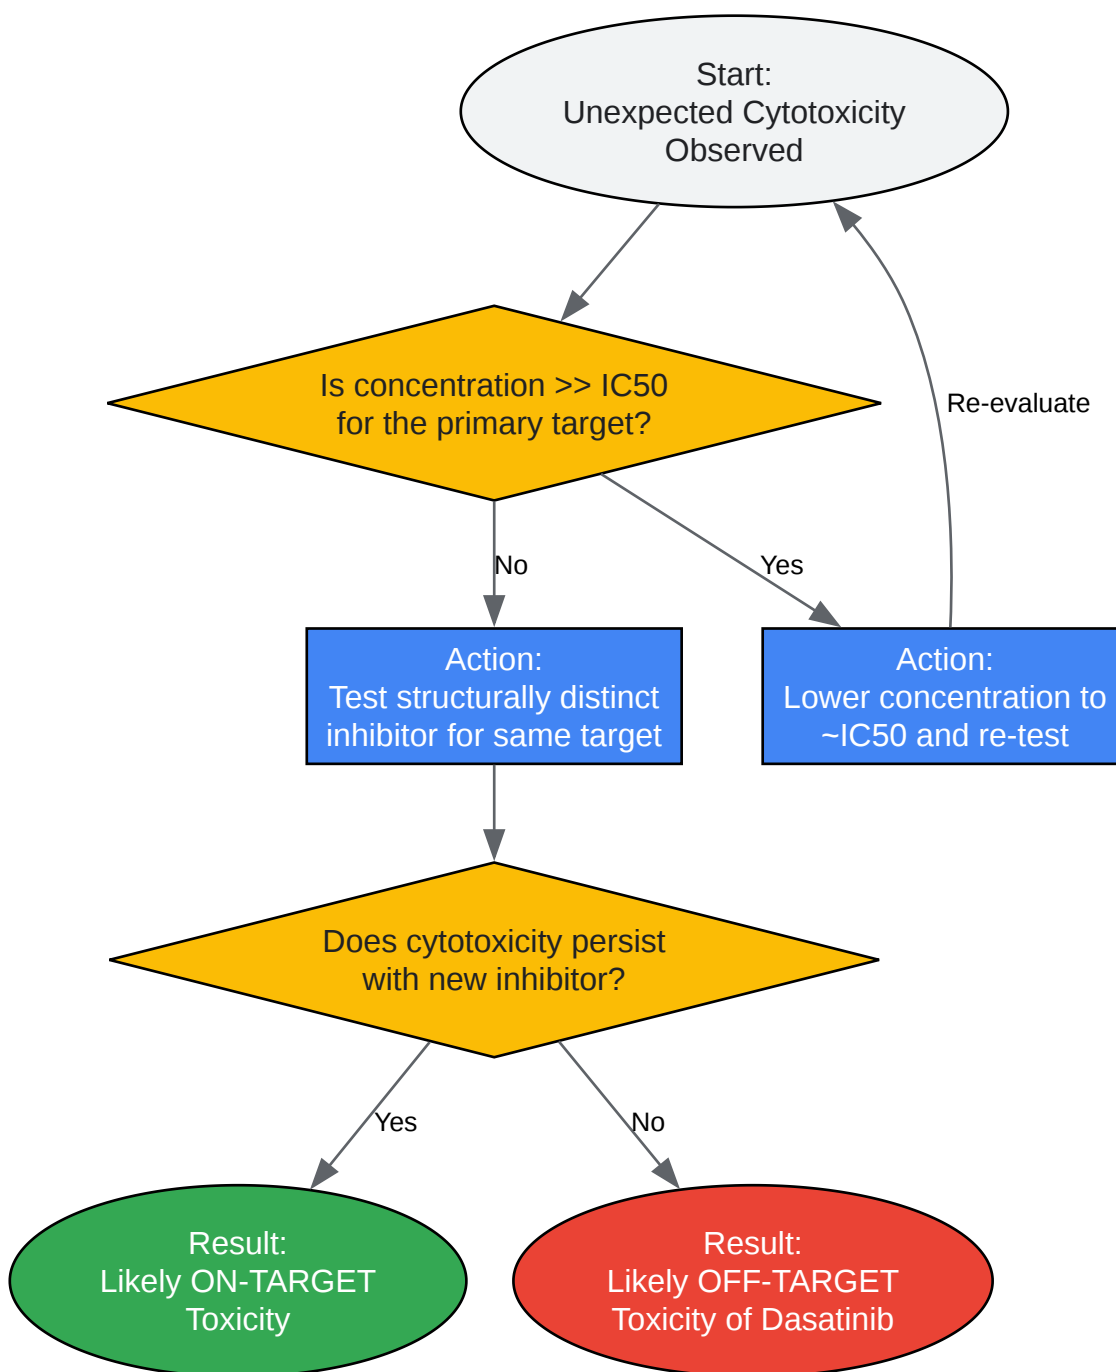 Start:
Unexpected Cytotoxicity
Observed
Is concentration >> IC50
for the primary target?
Re-evaluate
No
Yes
Action:
Test structurally distinct
inhibitor for same target
Action:
Lower concentration to
~IC50 and re-test
Does cytotoxicity persist
with new inhibitor?
Yes
No
Result:
Likely ON-TARGET
Toxicity
Result:
Likely OFF-TARGET
Toxicity of Dasatinib